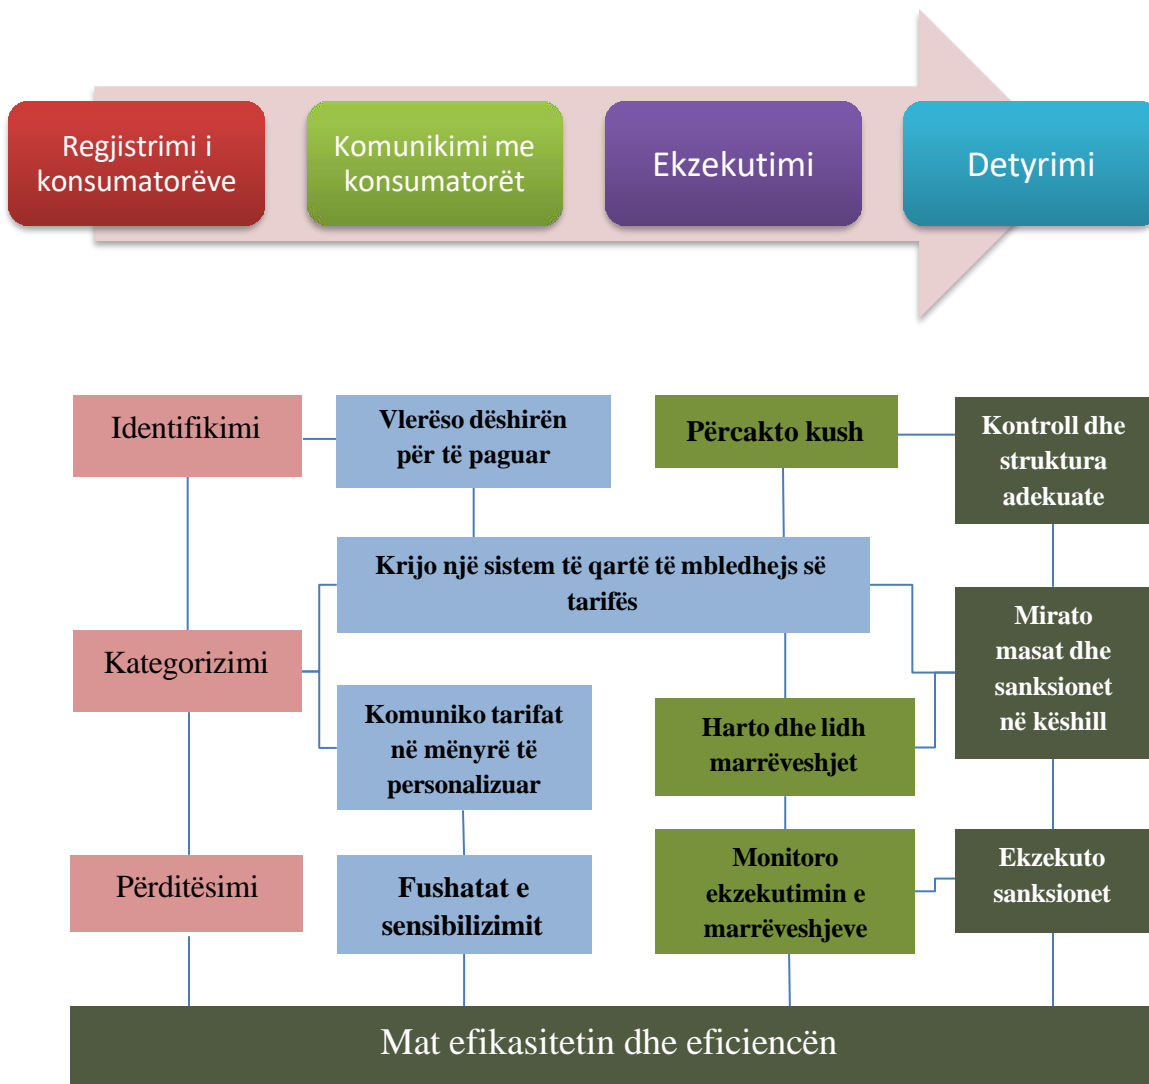 Regjistrimi i
konsumatorëve
Komunikimi me
konsumatorët
Ekzekutimi
Detyrimi
Identifikimi
Vlerëso dëshirën
për të paguar
Përcakto kush
Kontroll dhe
struktura
adekuate
Krijo një sistem të qartë të mbledhejs së
tarifës
Kategorizimi
Mirato
masat dhe
sanksionet
në këshill
Komuniko tarifat
në mënyrë të
personalizuar
Harto dhe lidh
marrëveshjet
Përditësimi
Fushatat e
sensibilizimit
Monitoro
ekzekutimin e
marrëveshjeve
Ekzekuto
sanksionet
Mat efikasitetin dhe eficiencën